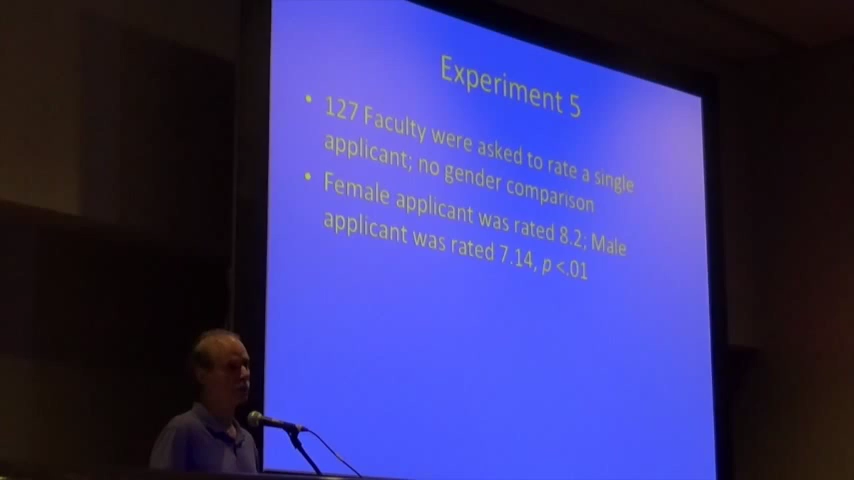 Experiment 5
• 127 Faculty were asked to rate a single
applicant; no gender comparison
• Female applicant was rated 8.2; Male
applicant was rated 7.14, p <.01